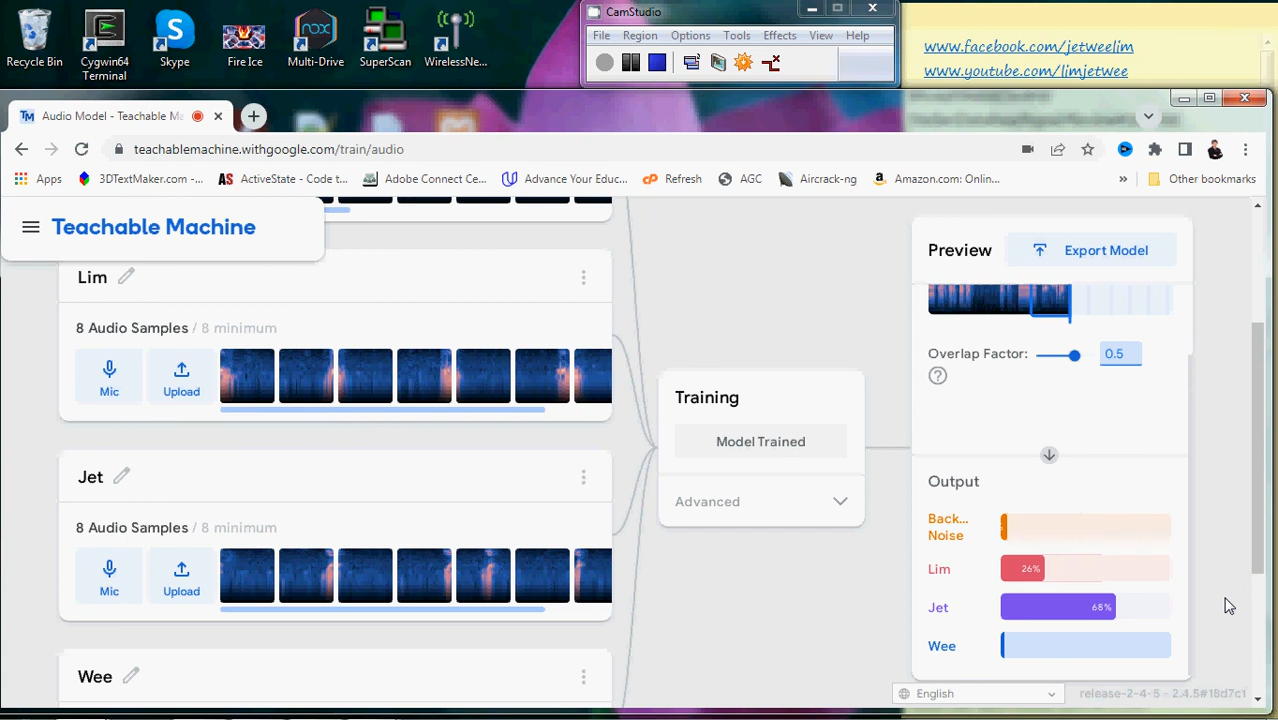 CamStudio
File Region Options Tools Effects View Help
Recycle Bin
Cygwin64 Terminal
Skype
Fire Ice
Multi-Drive
SuperScan
WirelessNe...
www.facebook.com/jetweelim
www.youtube.com/limjetwee
Audio Model - Teachable Ma
teachablemachine.withgoogle.com/train/audio
Apps 3DTextMaker.com -... ActiveState - Code t... Adobe Connect Ce... Advance Your Educ... Refresh AGC Aircrack-ng Amazon.com: Onlin... » Other bookmarks
Teachable Machine
Lim
8 Audio Samples / 8 minimum
Mic Upload
Jet
8 Audio Samples / 8 minimum
Mic Upload
Wee
Training
Model Trained
Advanced
Preview Export Model
Overlap Factor: 0.5
Output
Back... Noise
Lim 26%
Jet 68%
Wee
English release-2-4-5 - 2.4.5#18d7c1